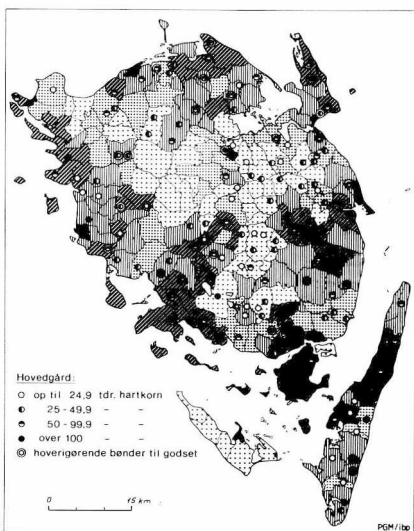 Hovedgård:
op til 24,9 tdr. hartkorn
25 - 49,9 - -
50 - 99,9 - -
over 100 - -
hoverigørende bønder til godset
0 15 km
PGM/ibp